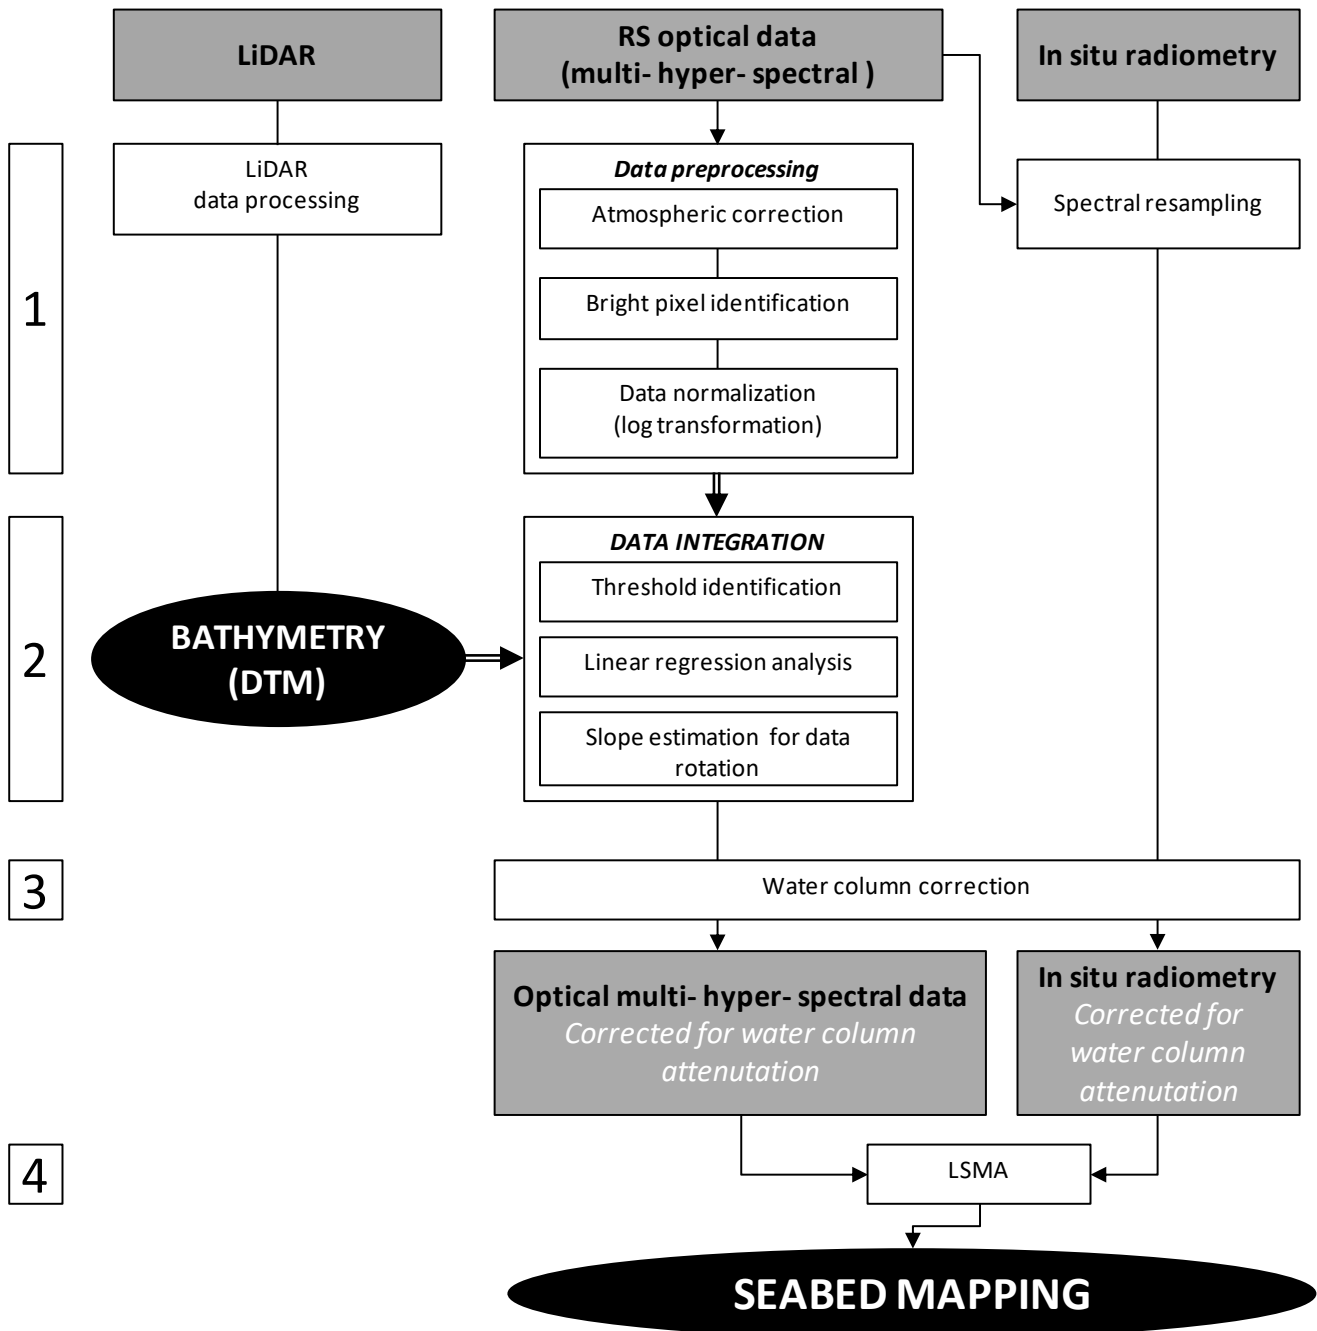 LiDAR
RS optical data
(multi- hyper- spectral )
In situ radiometry
1
LiDAR
data processing
Data preprocessing
Atmospheric correction
Bright pixel identification
Data normalization
(log transformation)
Spectral resampling
2
BATHYMETRY
(DTM)
DATA INTEGRATION
Threshold identification
Linear regression analysis
Slope estimation for data
rotation
3
Water column correction
Optical multi- hyper- spectral data
Corrected for water column
attenutation
In situ radiometry
Corrected for
water column
attenutation
4
LSMA
SEABED MAPPING